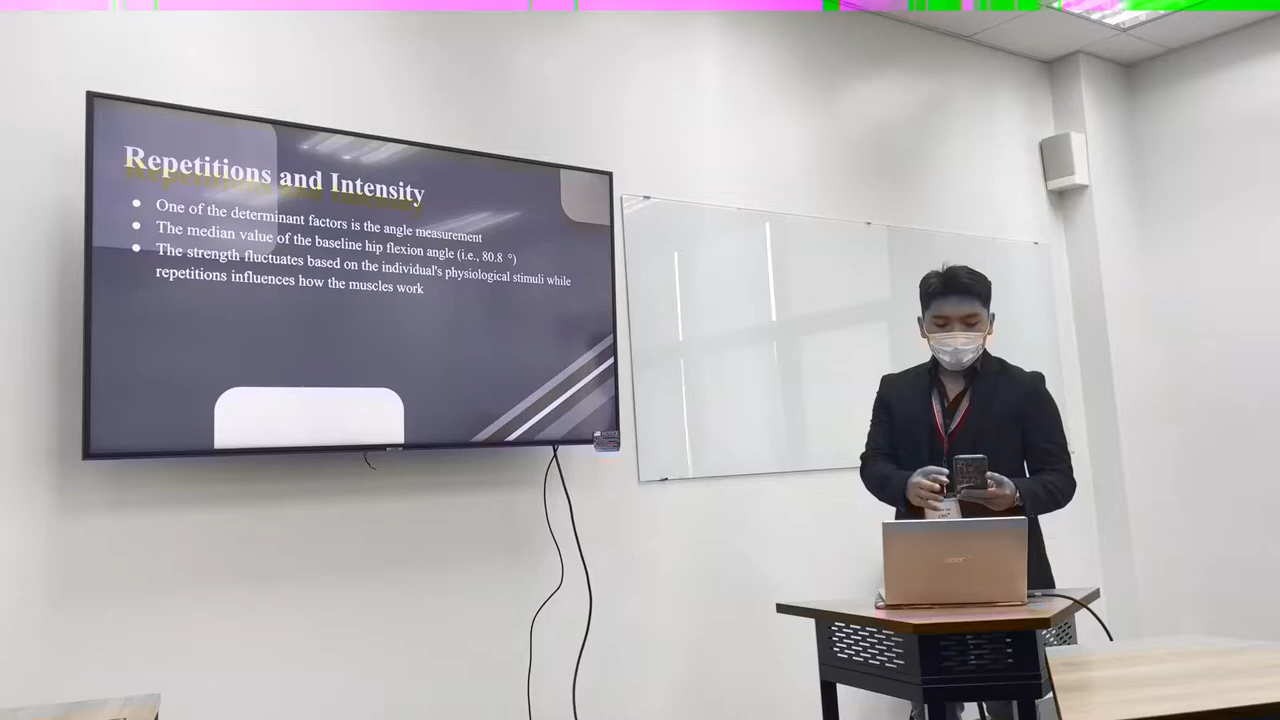 Repetitions and Intensity
One of the determinant factors is the angle measurement
The median value of the baseline hip flexion angle (i.e., 80.8 °)
The strength fluctuates based on the individual's physiological stimuli while
repetitions influences how the muscles work
NOTICE
acer